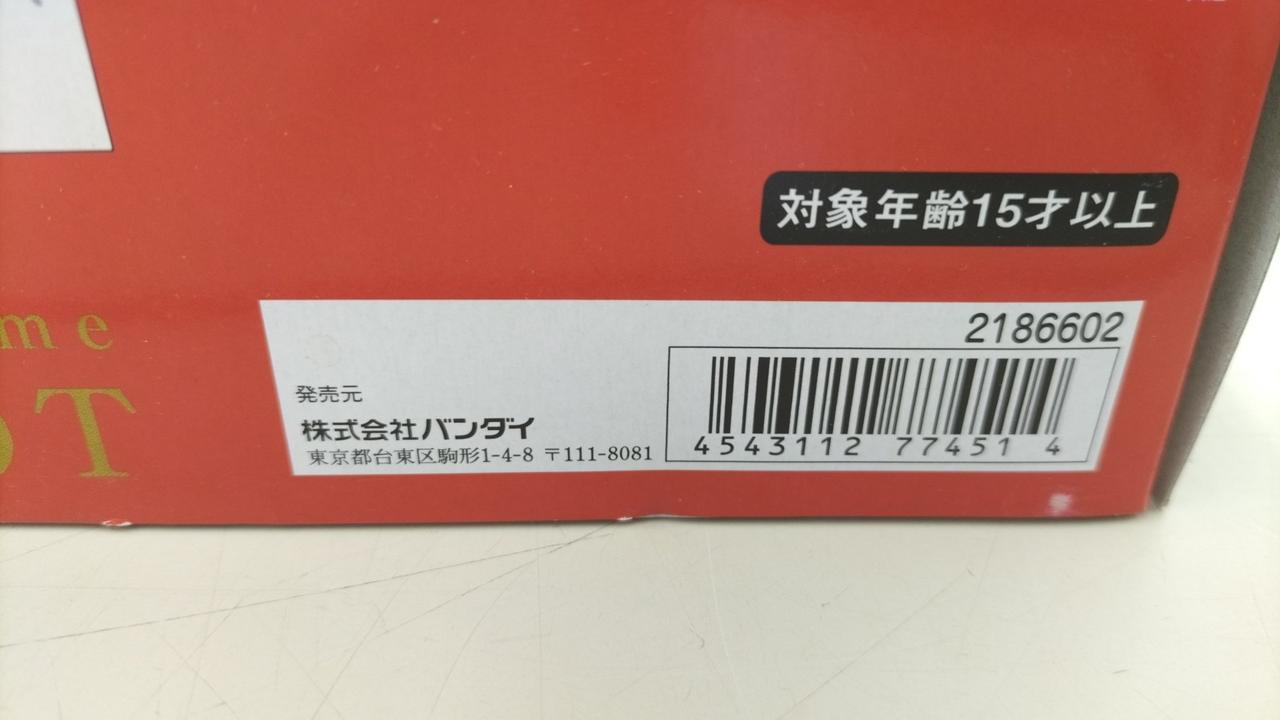 対象年齢15才以上
me
T
2186602
発売元
株式会社バンダイ
東京都台東区駒形1-4-8 〒111-8081
4543112 77451 4